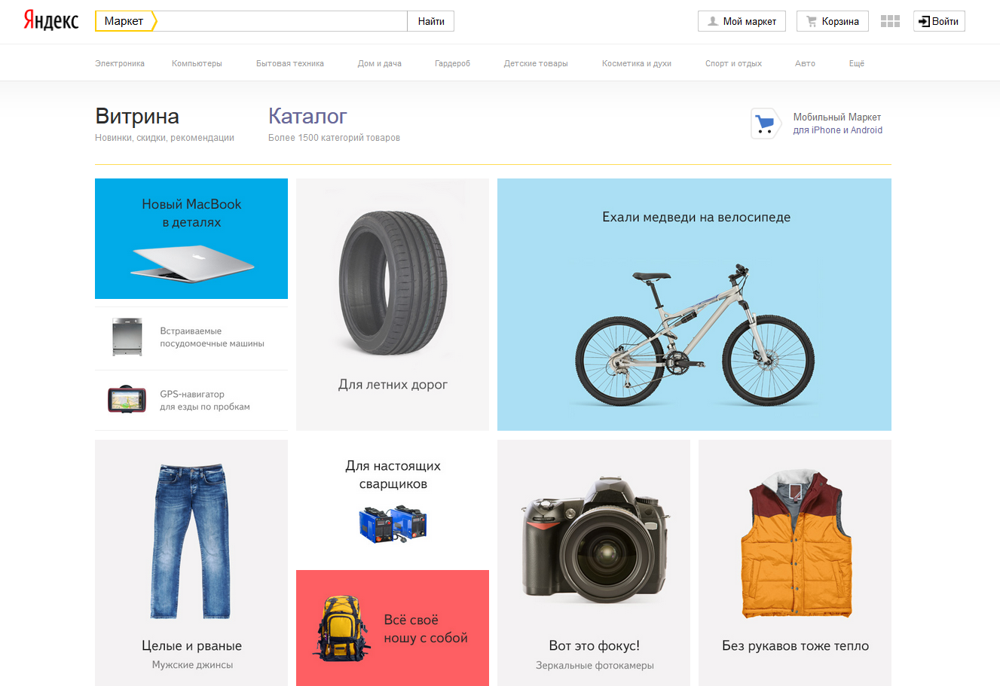 Яндекс
Маркет
Найти
Мой маркет
Корзина
Войти
Электроника
Компьютеры
Бытовая техника
Дом и дача
Гардероб
Детские товары
Косметика и духи
Спорт и отдых
Авто
Ещё
Витрина
Новинки, скидки, рекомендации
Каталог
Более 1500 категорий товаров
Мобильный Маркет
для iPhone и Android
Новый MacBook
в деталях
Встраиваемые
посудомоечные машины
GPS-навигатор
для езды по пробкам
Для летних дорог
Ехали медведи на велосипеде
Целые и рваные
Мужские джинсы
Для настоящих
сварщиков
Всё своё
ношу с собой
Вот это фокус!
Зеркальные фотокамеры
Без рукавов тоже тепло